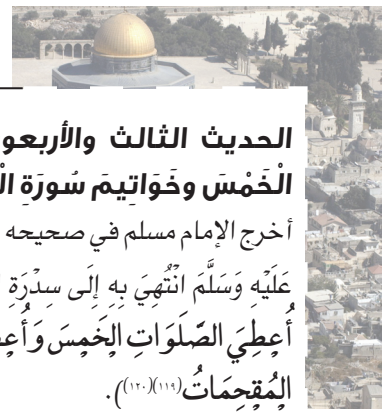 الحديث الثالث والأربعو
الْخَمْسَ وخَوَاتِيمَ سُورَةِ الْ
أخرج الإمام مسلم في صحيحه
عَلَيْهِ وَسَلَّمَ انْتُهِيَ بِهِ إِلَى سِدْرَةِ
أُعْطِيَ الصَّلَوَاتِ الْخَمْسَ وَأُعْ
الْمُقْحِمَاتُ(١١٩)(١٢٠)).